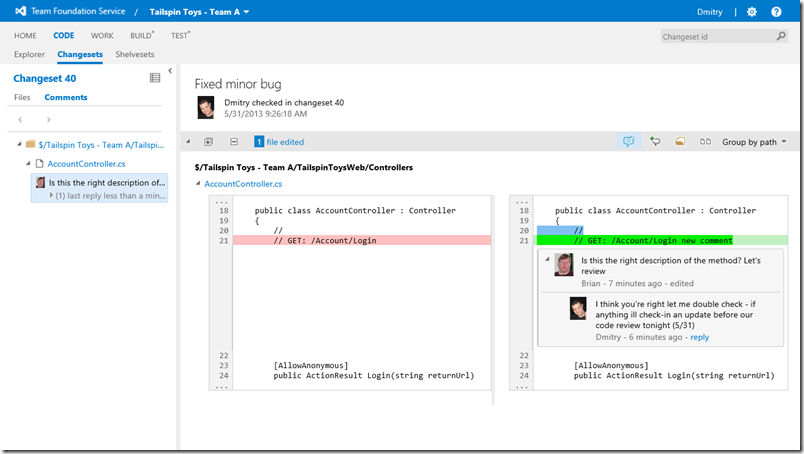 Team Foundation Service / Tailspin Toys - Team A Dmitry |
HOME CODE WORK BUILD* TEST* Changeset id
Explorer Changesets Shelvesets
Changeset 40
Files Comments
$/Tailspin Toys - Team A/Tailspi...
AccountController.cs
Is this the right description of...
(1) last reply less than a min...
Fixed minor bug
Dmitry checked in changeset 40
5/31/2013 9:26:18 AM
1 file edited Group by path
$/Tailspin Toys - Team A/TailspinToysWeb/Controllers
AccountController.cs
...
18 public class AccountController : Controller
19 {
20 //
21 // GET: /Account/Login
22
23 [AllowAnonymous]
24 public ActionResult Login(string returnUrl)
...
...
18 public class AccountController : Controller
19 {
20 //
21 // GET: /Account/Login new comment
Is this the right description of the method? Let's
review
Brian - 7 minutes ago - edited
I think you're right let me double check - if
anything ill check-in an update before our
code review tonight (5/31)
Dmitry - 6 minutes ago - reply
22
23 [AllowAnonymous]
24 public ActionResult Login(string returnUrl)
...